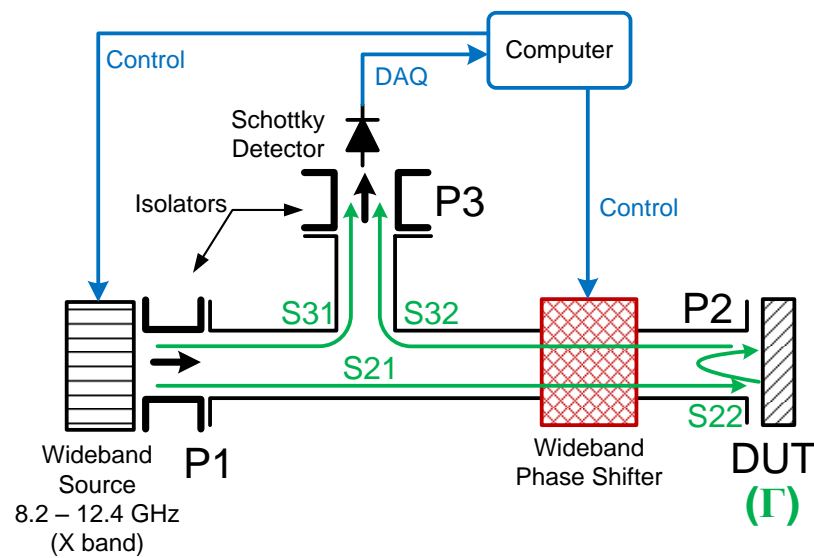 Computer
Control
DAQ
Schottky
Detector
Isolators
P3
Control
S31
S32
P2
S21
S22
P1
Wideband
Source
8.2 – 12.4 GHz
(X band)
Wideband
Phase Shifter
DUT
(Γ)